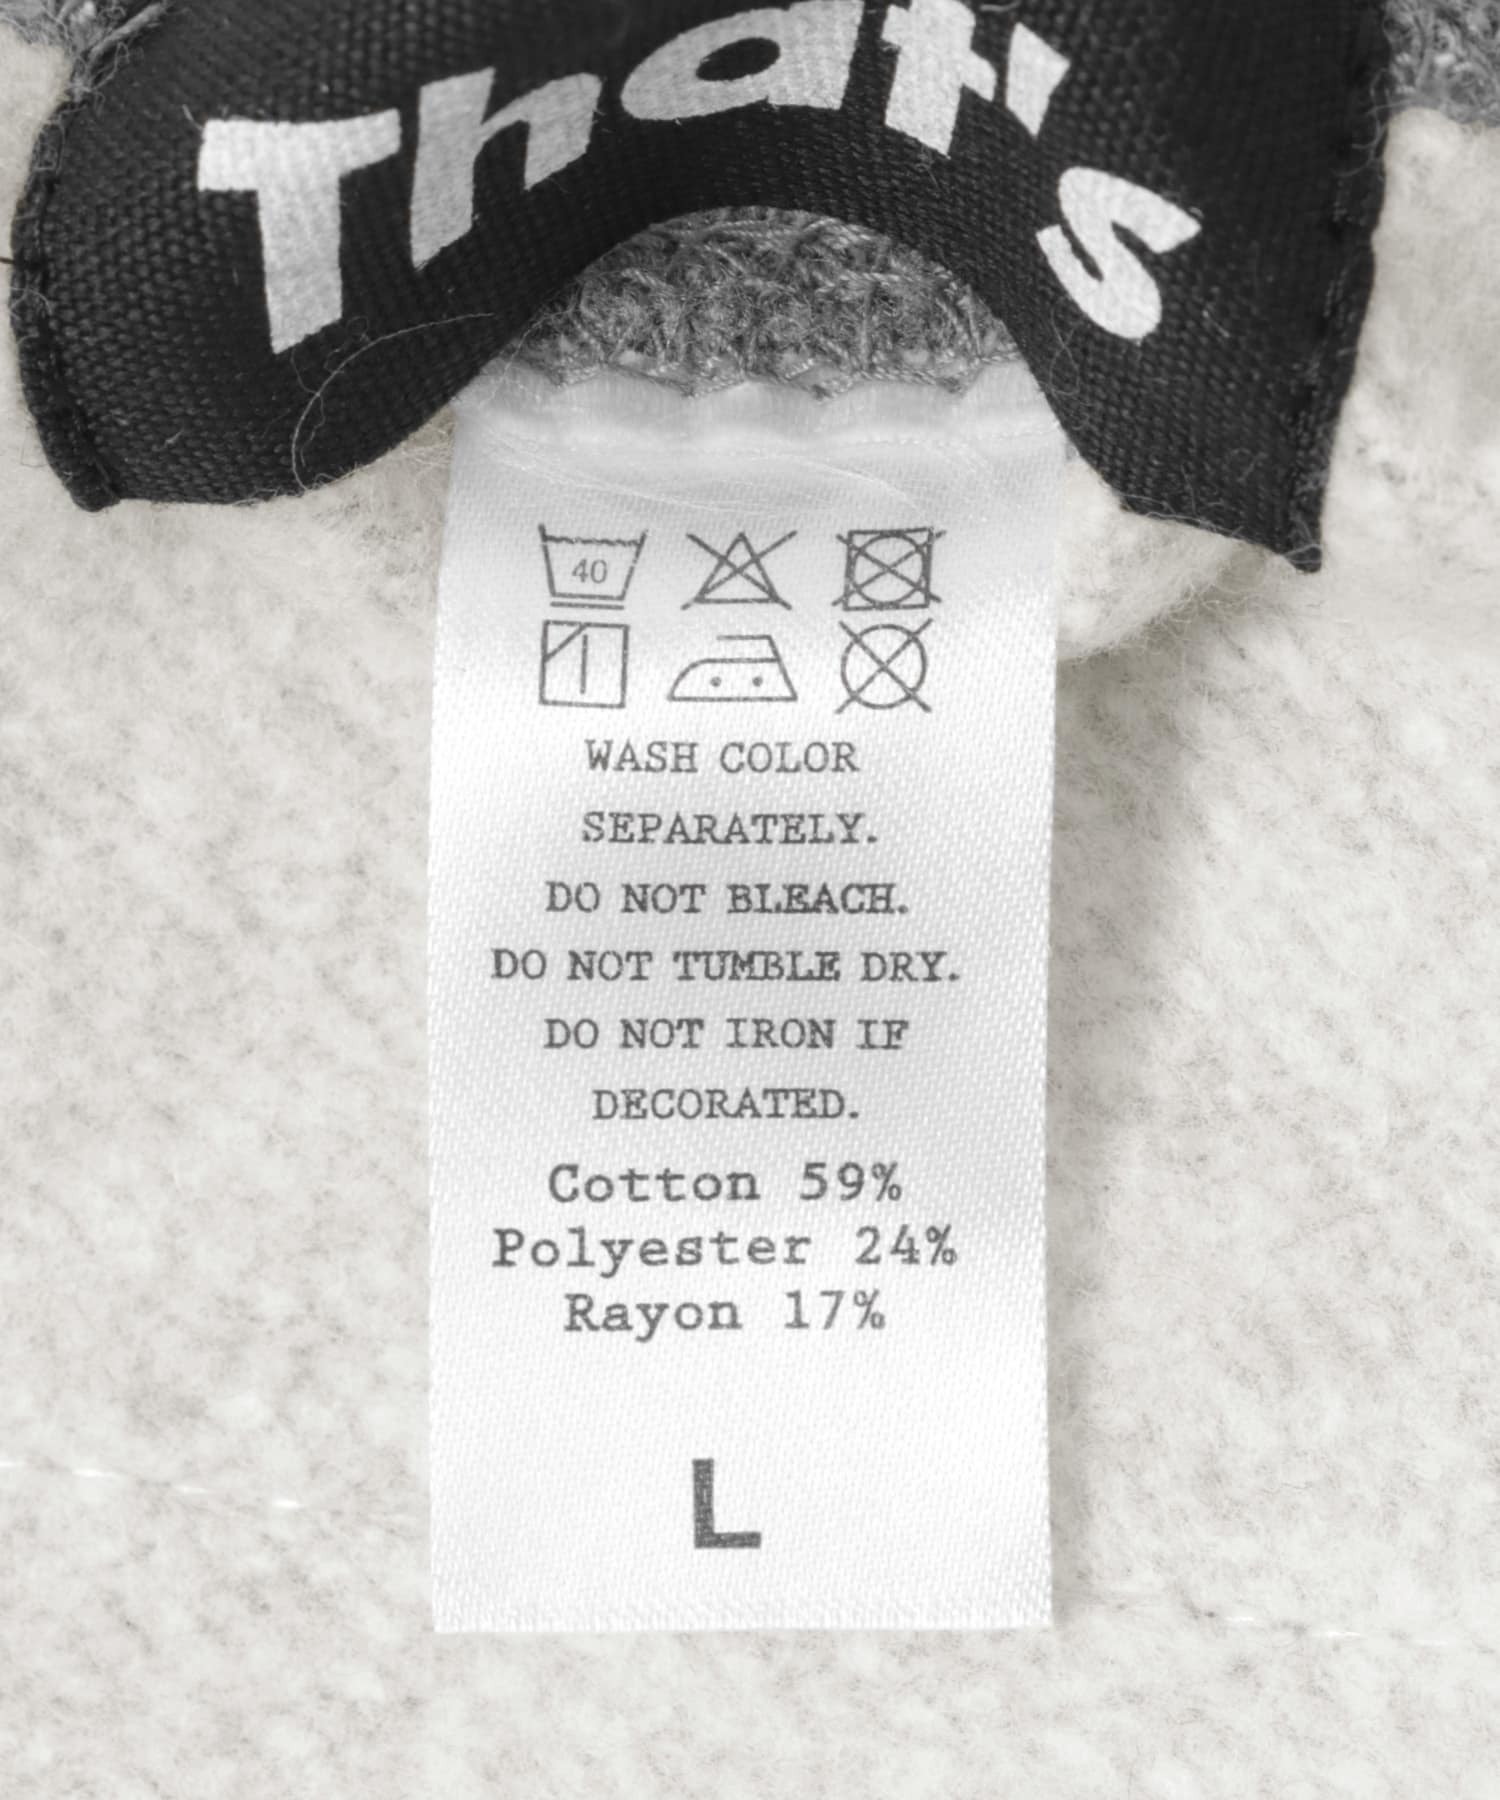 That's
40
WASH COLOR
SEPARATELY.
DO NOT BLEACH.
DO NOT TUMBLE DRY.
DO NOT IRON IF
DECORATED.
Cotton 59%
Polyester 24%
Rayon 17%
L